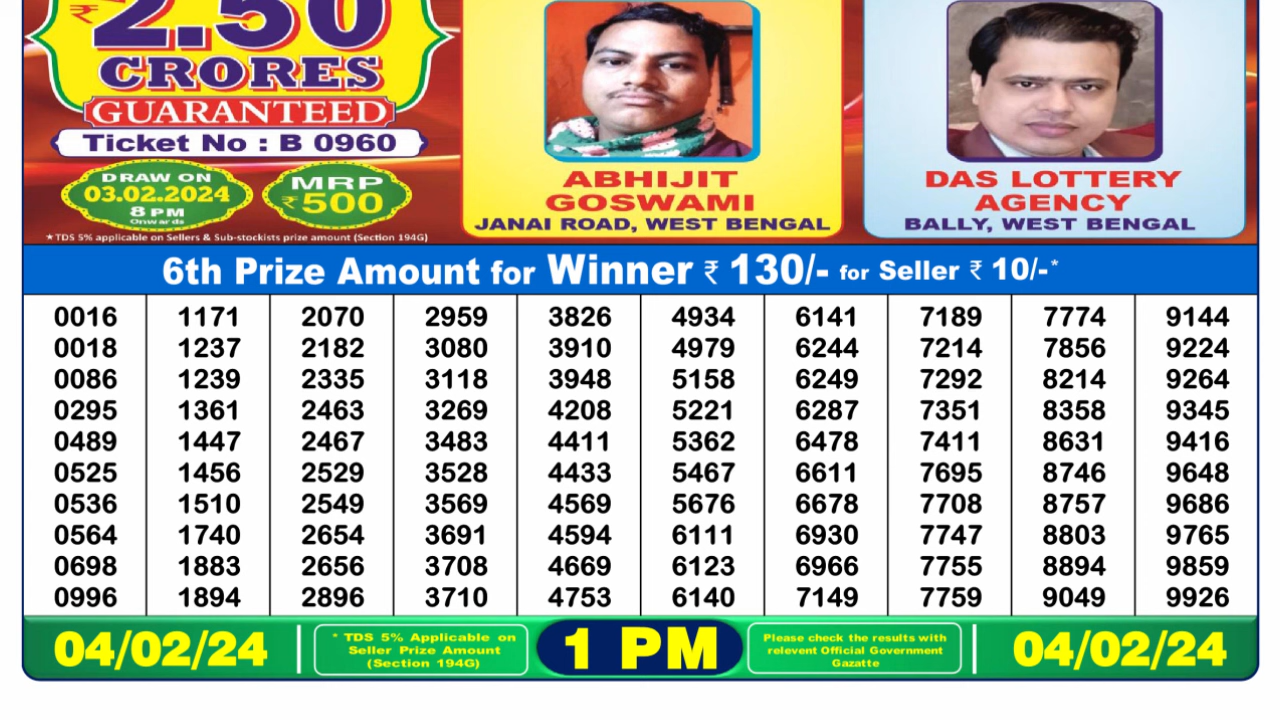 ₹2.50
CRORES
GUARANTEED
Ticket No : B 0960
DRAW ON
03.02.2024
8 PM
Onwards
MRP
₹500
★TDS 5% applicable on Sellers & Sub-stockists prize amount (Section 194G)
ABHIJIT
GOSWAMI
JANAI ROAD, WEST BENGAL
DAS LOTTERY
AGENCY
BALLY, WEST BENGAL
6th Prize Amount for Winner ₹ 130/- for Seller ₹ 10/-*
0016 1171 2070 2959 3826 4934 6141 7189 7774 9144
0018 1237 2182 3080 3910 4979 6244 7214 7856 9224
0086 1239 2335 3118 3948 5158 6249 7292 8214 9264
0295 1361 2463 3269 4208 5221 6287 7351 8358 9345
0489 1447 2467 3483 4411 5362 6478 7411 8631 9416
0525 1456 2529 3528 4433 5467 6611 7695 8746 9648
0536 1510 2549 3569 4569 5676 6678 7708 8757 9686
0564 1740 2654 3691 4594 6111 6930 7747 8803 9765
0698 1883 2656 3708 4669 6123 6966 7755 8894 9859
0996 1894 2896 3710 4753 6140 7149 7759 9049 9926
04/02/24
* TDS 5% Applicable on
Seller Prize Amount
(Section 194G)
1 PM
Please check the results with
relevent Official Government
Gazatte
04/02/24